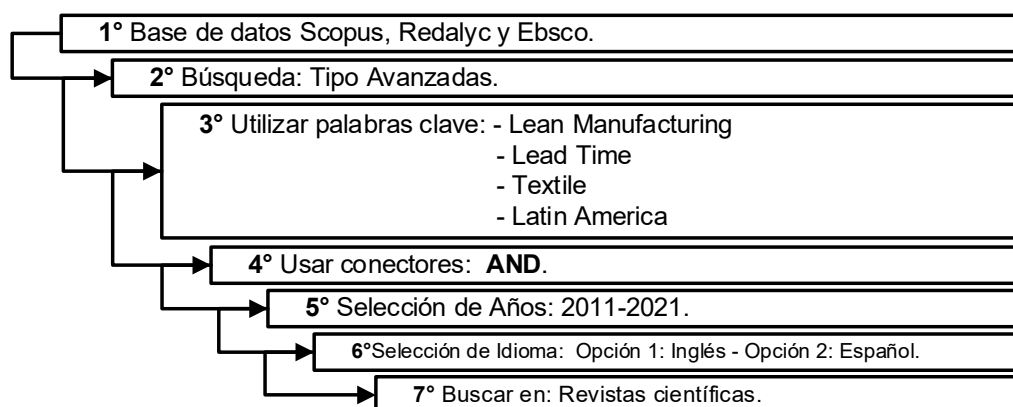 1° Base de datos Scopus, Redalyc y Ebsco.
2° Búsqueda: Tipo Avanzadas.
3° Utilizar palabras clave: - Lean Manufacturing
- Lead Time
- Textile
- Latin America
4° Usar conectores: AND.
5° Selección de Años: 2011-2021.
6°Selección de Idioma: Opción 1: Inglés - Opción 2: Español.
7° Buscar en: Revistas científicas.